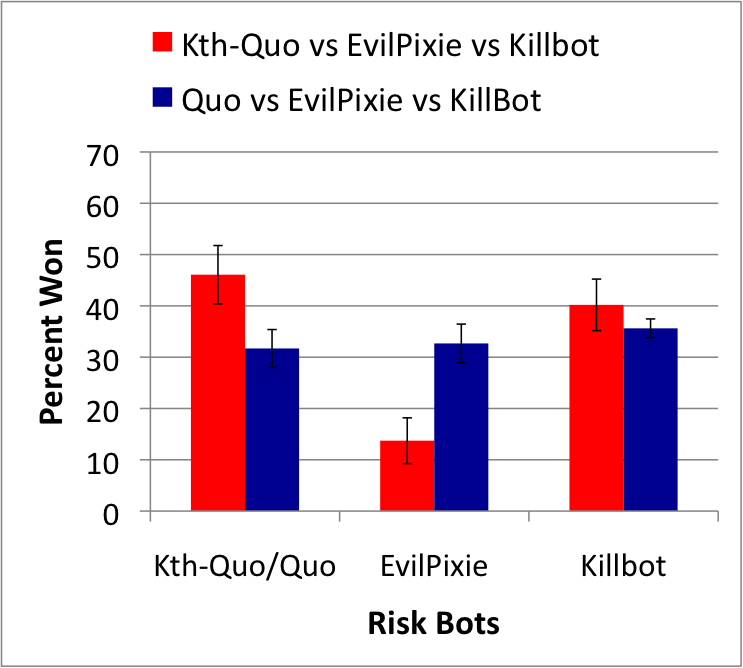 Kth-Quo vs EvilPixie vs Killbot
Quo vs EvilPixie vs KillBot
70
60
50
40
30
20
10
0
Percent Won
Kth-Quo/Quo
EvilPixie
Killbot
Risk Bots